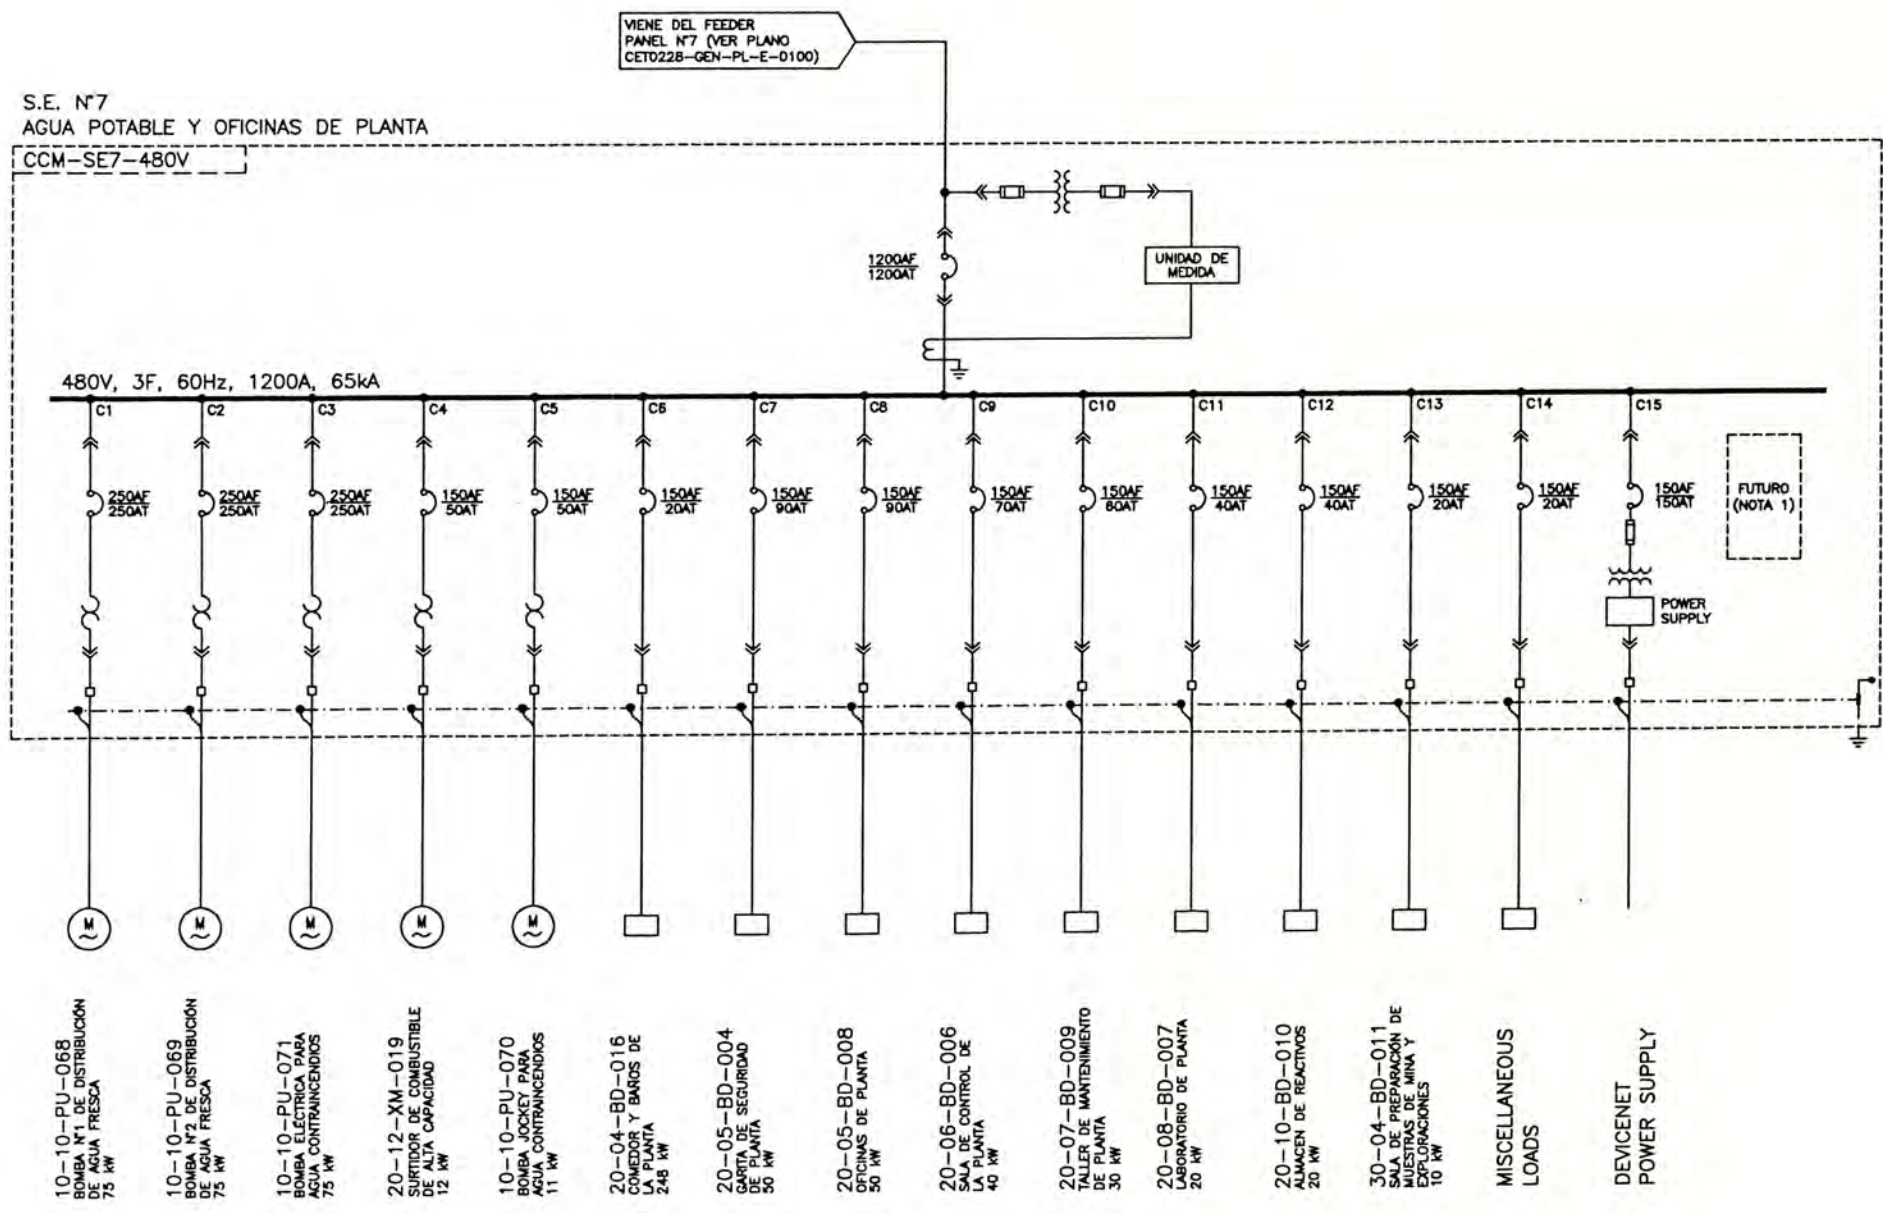 VIENE DEL FEEDER
PANEL N°7 (VER PLANO
CET0228-GEN-PL-E-0100)
S.E. N°7
AGUA POTABLE Y OFICINAS DE PLANTA
CCM-SE7-480V
1200AF
1200AT
UNIDAD DE
MEDIDA
480V, 3F, 60Hz, 1200A, 65kA
C1
C2
C3
C4
C5
C6
C7
C8
C9
C10
C11
C12
C13
C14
C15
250AF
250AT
250AF
250AT
250AF
250AT
150AF
50AT
150AF
50AT
150AF
20AT
150AF
90AT
150AF
90AT
150AF
70AT
150AF
60AT
150AF
40AT
150AF
40AT
150AF
20AT
150AF
20AT
150AF
150AT
FUTURO
(NOTA 1)
POWER
SUPPLY
M
M
M
M
M
10-10-PU-068
BOMBA N°1 DE DISTRIBUCIÓN
DE AGUA FRESCA
75 kW
10-10-PU-069
BOMBA N°2 DE DISTRIBUCIÓN
DE AGUA FRESCA
75 kW
10-10-PU-071
BOMBA ELÉCTRICA PARA
AGUA CONTRAINCENDIOS
75 kW
20-12-XM-019
SURTIDOR DE COMBUSTIBLE
DE ALTA CAPACIDAD
12 kW
10-10-PU-070
BOMBA JOCKEY PARA
AGUA CONTRAINCENDIOS
11 kW
20-04-BD-016
COMEDOR Y BAÑOS DE
LA PLANTA
248 kW
20-05-BD-004
GARITA DE SEGURIDAD
DE PLANTA
50 kW
20-05-BD-008
OFICINAS DE PLANTA
50 kW
20-06-BD-006
SALA DE CONTROL DE
LA PLANTA
40 kW
20-07-BD-009
TALLER DE MANTENIMIENTO
DE PLANTA
30 kW
20-08-BD-007
LABORATORIO DE PLANTA
20 kW
20-10-BD-010
ALMACEN DE REACTIVOS
20 kW
30-04-BD-011
SALA DE PREPARACIÓN DE
MUESTRAS DE MINA Y
EXPLORACIONES
10 kW
MISCELLANEOUS
LOADS
DEVICENET
POWER SUPPLY